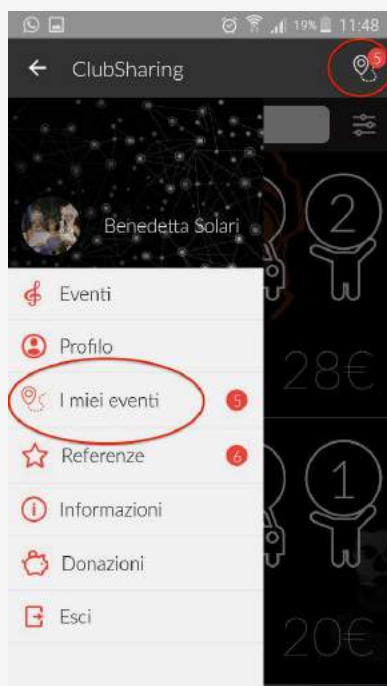 19% 11:48
ClubSharing
5
Benedetta Solari
2
Eventi
Profilo
28€
I miei eventi 5
Referenze 6
1
Informazioni
Donazioni
Esci
20€